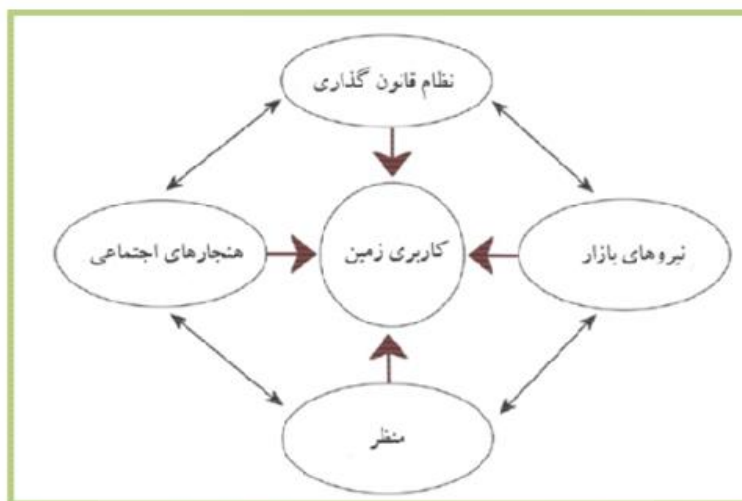 نظام قانون گذاری
هنجارهای اجتماعی
کاربری زمین
نیروهای بازار
منظر